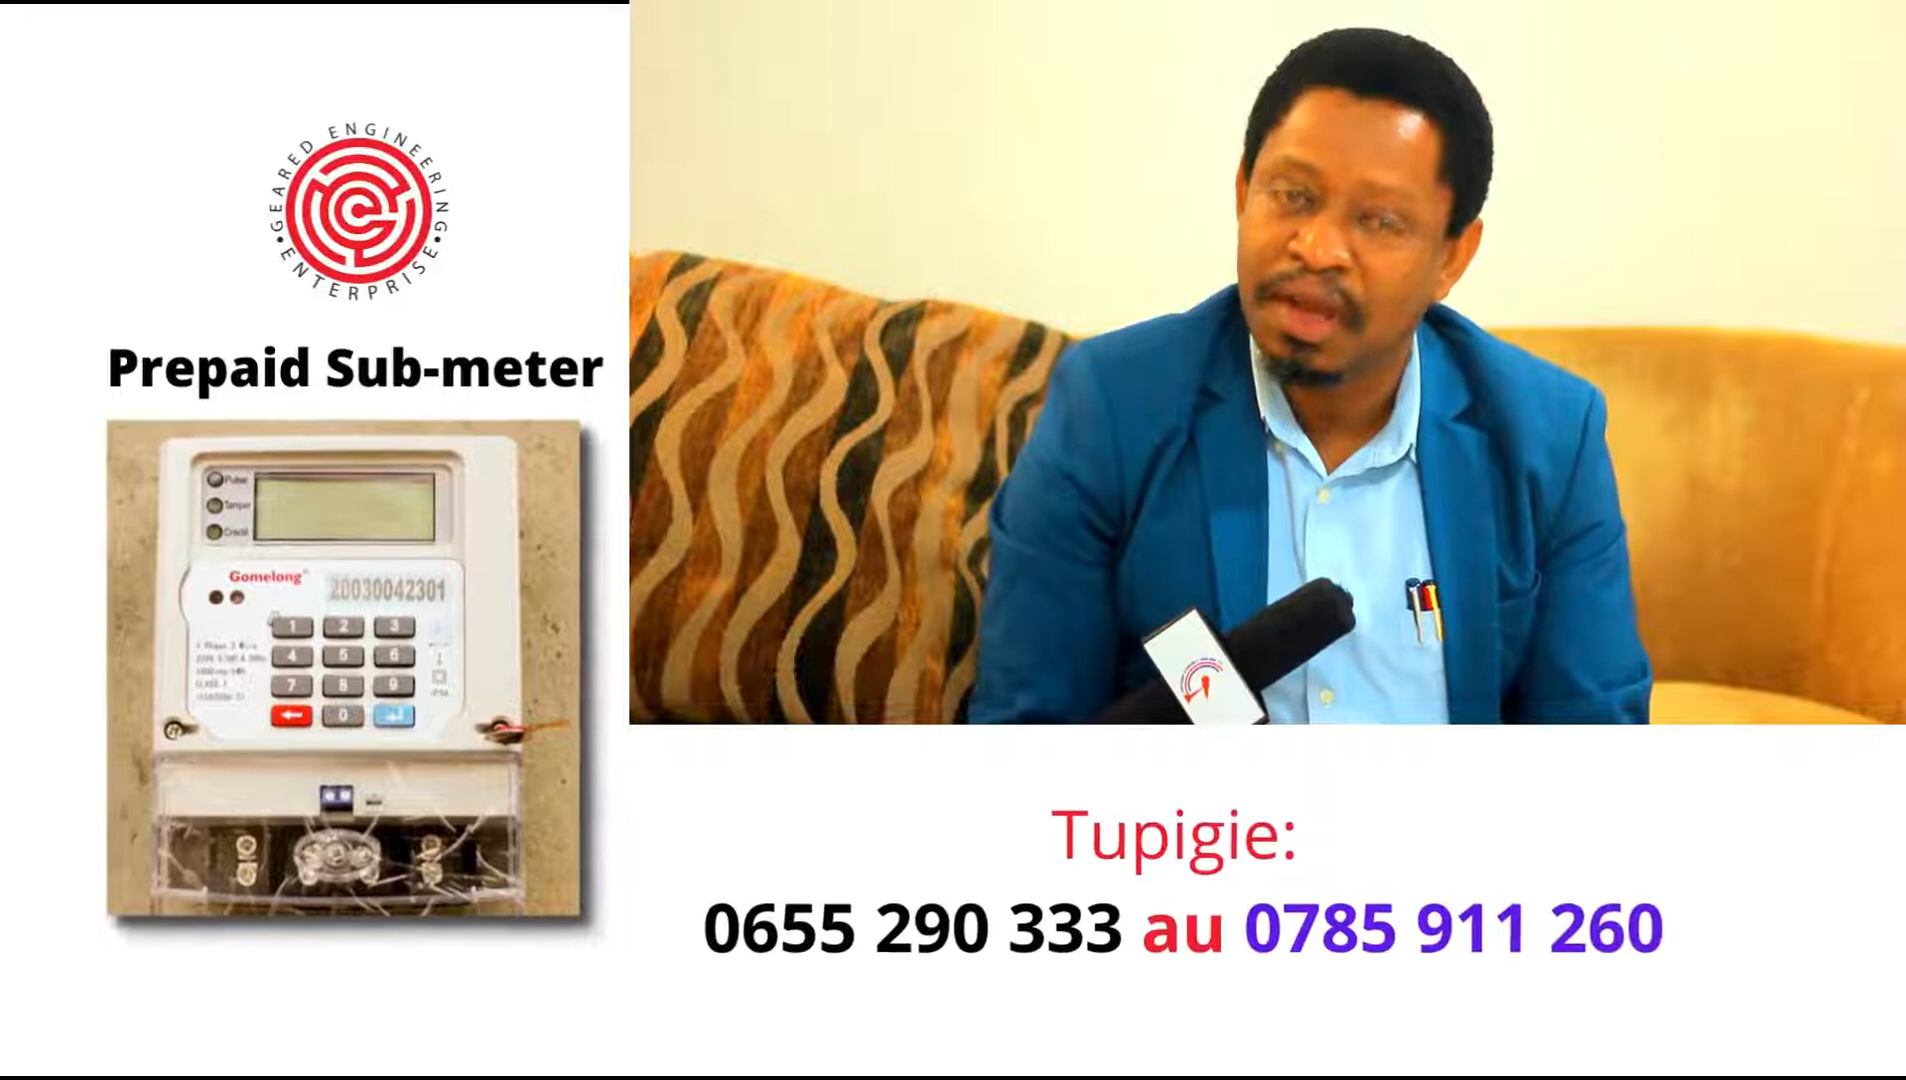 GEARED ENGINEERING
• ENTERPRISE •
Prepaid Sub-meter
Pulse
Tamper
Credit
Gomelong
20030042301
1 2 3
4 5 6
7 8 9
0
Tupigie:
0655 290 333 au 0785 911 260